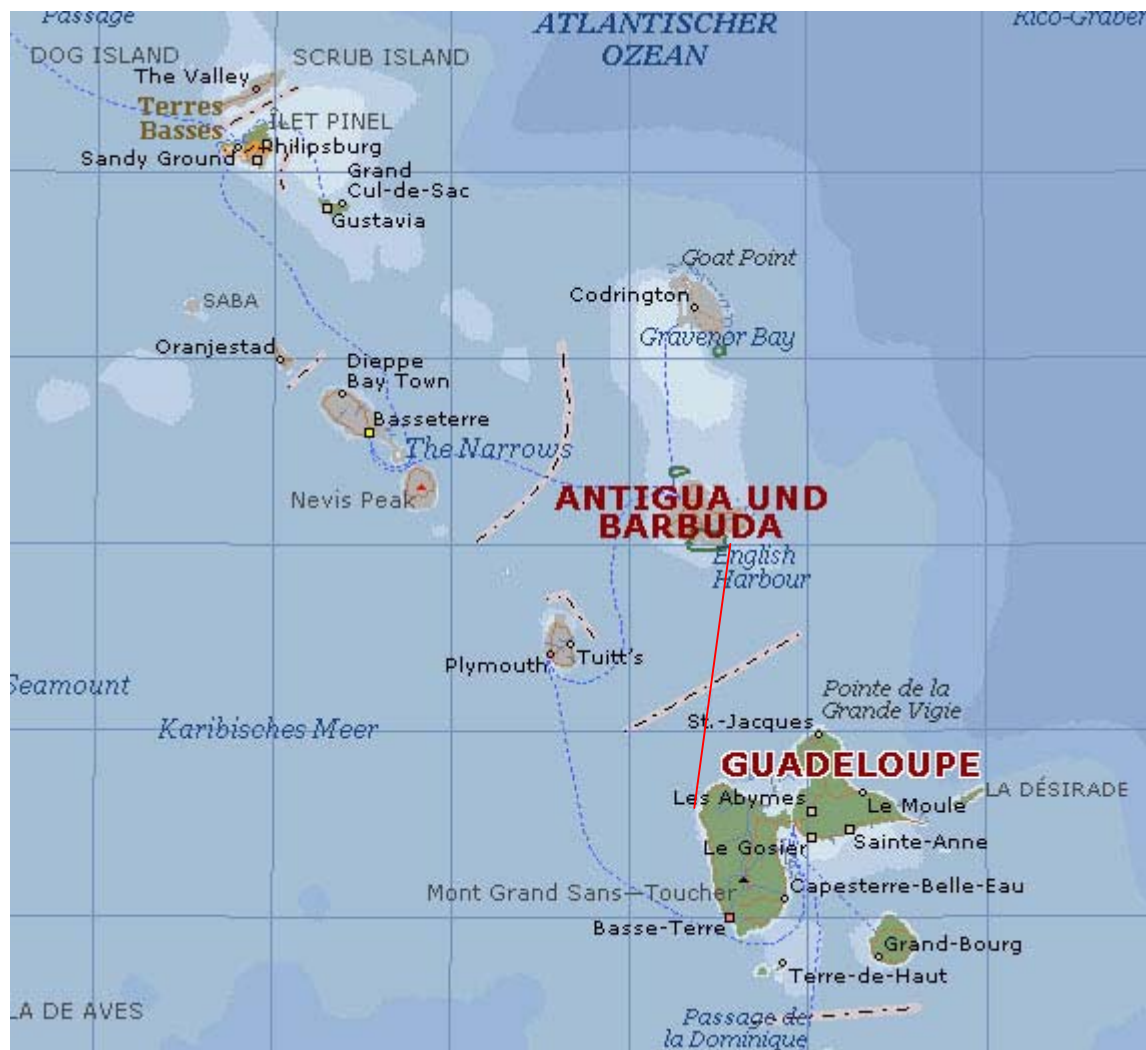 Passage
ATLANTISCHER
OZEAN
Rico-Graben
DOG ISLAND
SCRUB ISLAND
The Valley
Terres
Basses
ÎLET PINEL
Philipsburg
Sandy Ground
Grand
Cul-de-Sac
Gustavia
Goat Point
SABA
Codrington
Gravenor Bay
Oranjestad
Dieppe
Bay Town
Basseterre
The Narrows
Nevis Peak
ANTIGUA UND
BARBUDA
English
Harbour
Plymouth
Tuitt's
Seamount
Pointe de la
Grande Vigie
Karibisches Meer
St.-Jacques
GUADELOUPE
Les Abymes
Le Moule
LA DÉSIRADE
Le Gosier
Sainte-Anne
Mont Grand Sans-Toucher
Capesterre-Belle-Eau
Basse-Terre
Grand-Bourg
Terre-de-Haut
LA DE AVES
Passage de
la Dominique